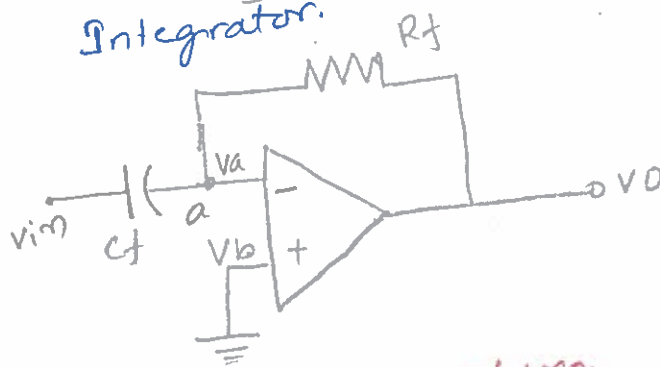 Integrator.
Rf
Va
-
a
vin
Cf
Vb
+
VO